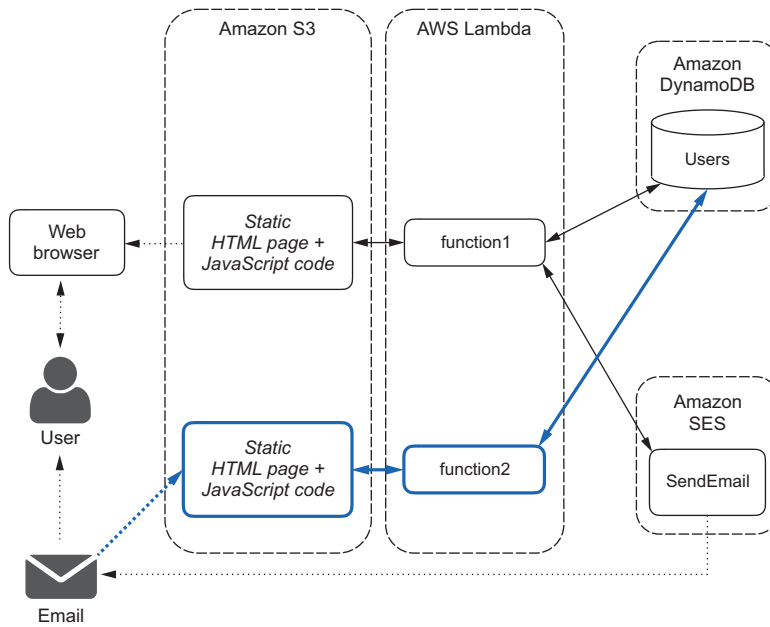 Amazon S3
AWS Lambda
Amazon
DynamoDB
Users
Web
browser
Static
HTML page +
JavaScript code
function1
User
Amazon
SES
Static
HTML page +
JavaScript code
function2
SendEmail
Email